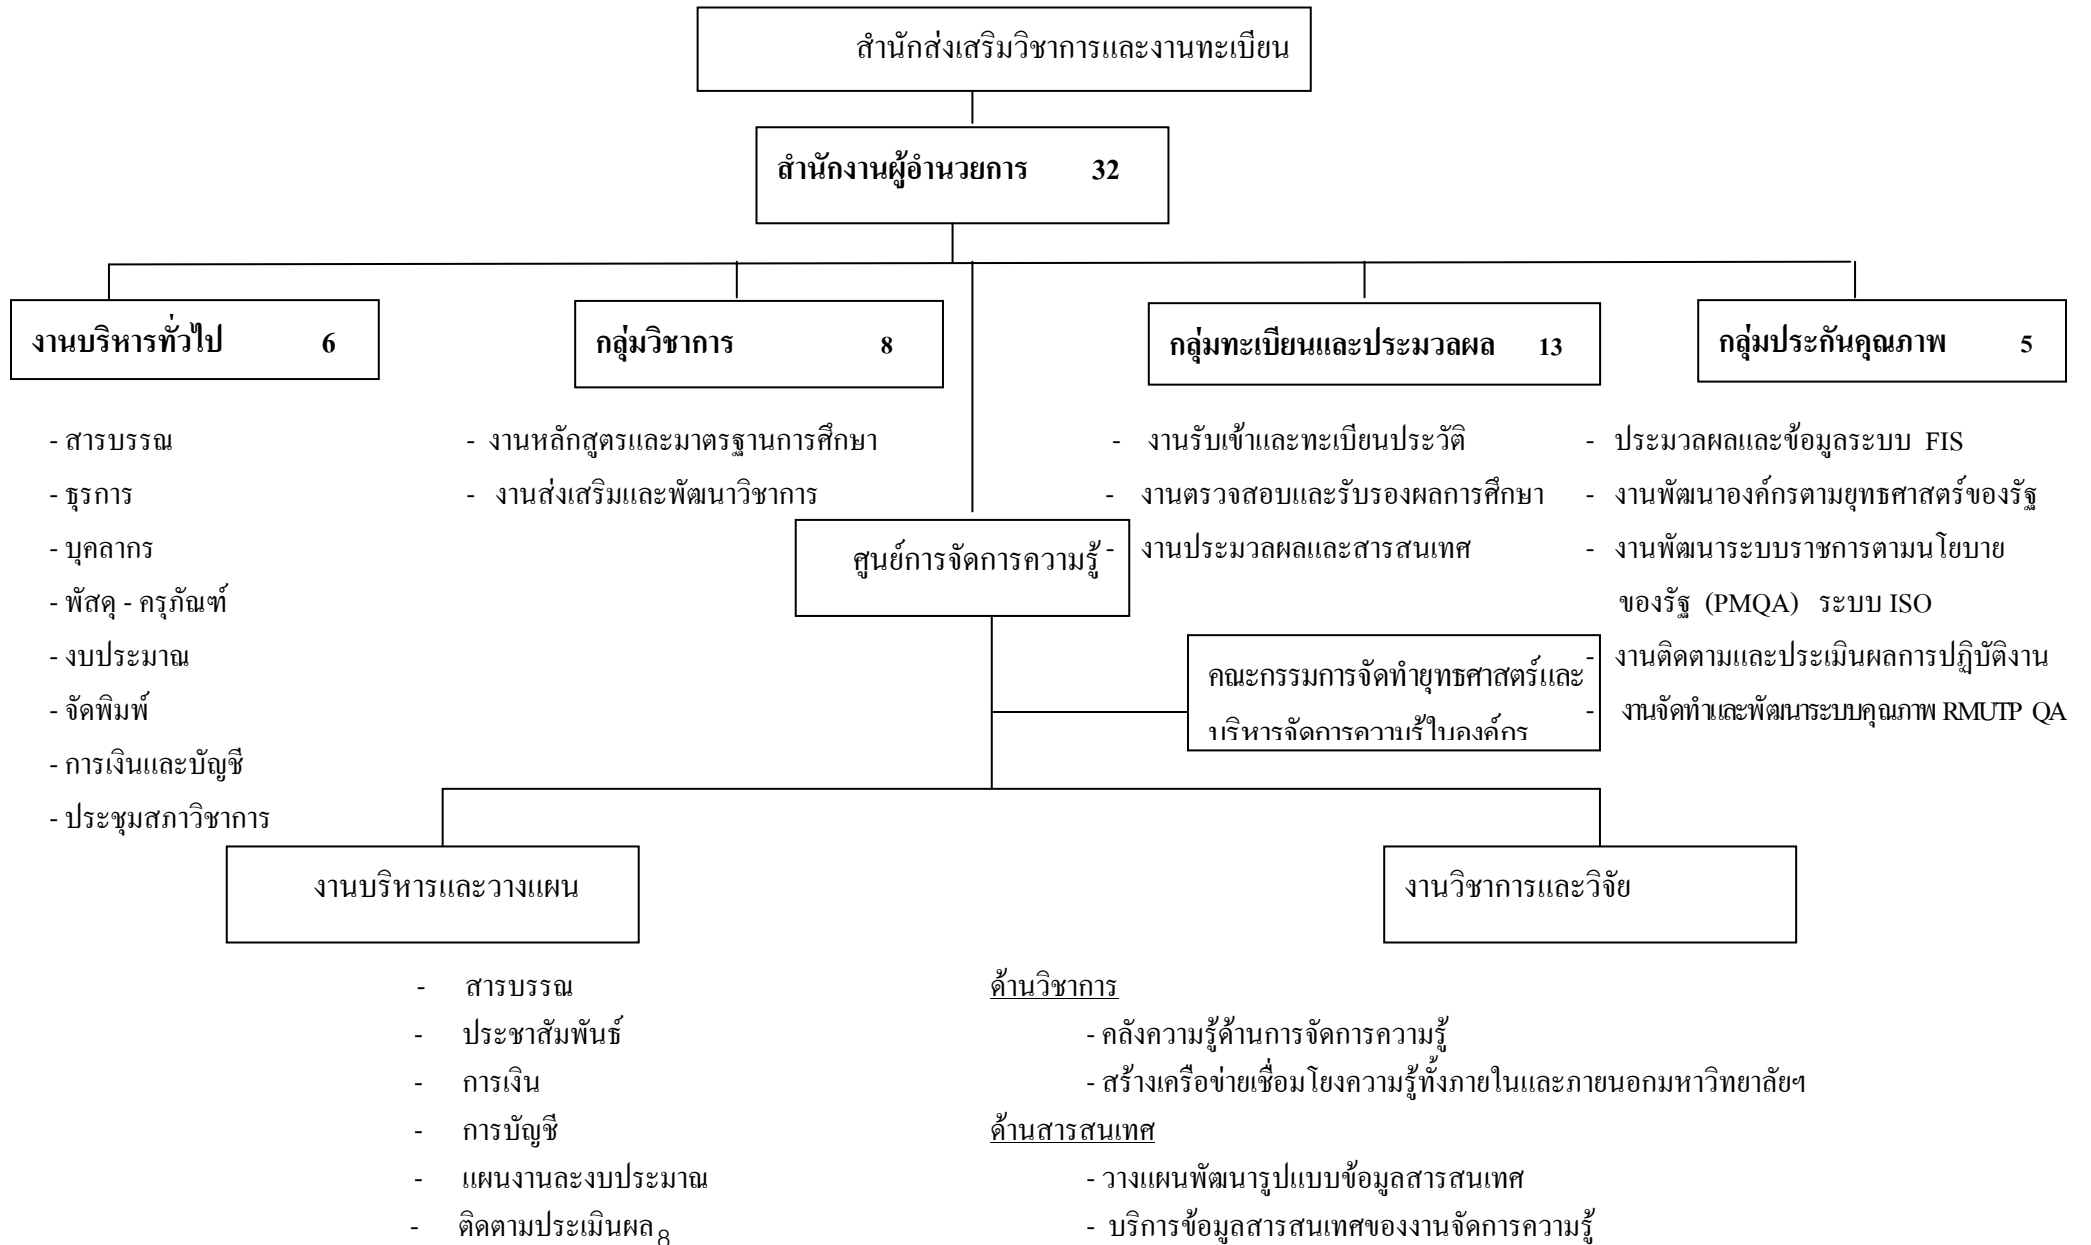 สำนักส่งเสริมวิชาการและงานทะเบียน
สำนักงานผู้อำนวยการ 32
งานบริหารทั่วไป 6
กลุ่มวิชาการ 8
กลุ่มทะเบียนและประมวลผล 13
กลุ่มประกันคุณภาพ 5
- สารบรรณ
- ธุรการ
- บุคลากร
- พัสดุ - ครุภัณฑ์
- งบประมาณ
- จัดพิมพ์
- การเงินและบัญชี
- ประชุมสภาวิชาการ
- งานหลักสูตรและมาตรฐานการศึกษา
- งานส่งเสริมและพัฒนาวิชาการ
ศูนย์การจัดการความรู้
- งานรับเข้าและทะเบียนประวัติ
- งานตรวจสอบและรับรองผลการศึกษา
- งานประมวลผลและสารสนเทศ
- ประมวลผลและข้อมูลระบบ FIS
- งานพัฒนาองค์กรตามยุทธศาสตร์ของรัฐ
- งานพัฒนาระบบราชการตามนโยบาย
ของรัฐ (PMQA) ระบบ ISO
- งานติดตามและประเมินผลการปฏิบัติงาน
- งานจัดทำและพัฒนาระบบคุณภาพ RMUTP QA
คณะกรรมการจัดทำยุทธศาสตร์และ
บริหารจัดการความรู้ในองค์กร
งานบริหารและวางแผน
งานวิชาการและวิจัย
- สารบรรณ
- ประชาสัมพันธ์
- การเงิน
- การบัญชี
- แผนงานละงบประมาณ
- ติดตามประเมินผล
8
ด้านวิชาการ
- คลังความรู้ด้านการจัดการความรู้
- สร้างเครือข่ายเชื่อมโยงความรู้ทั้งภายในและภายนอกมหาวิทยาลัยฯ
ด้านสารสนเทศ
- วางแผนพัฒนารูปแบบข้อมูลสารสนเทศ
- บริการข้อมูลสารสนเทศของงานจัดการความรู้